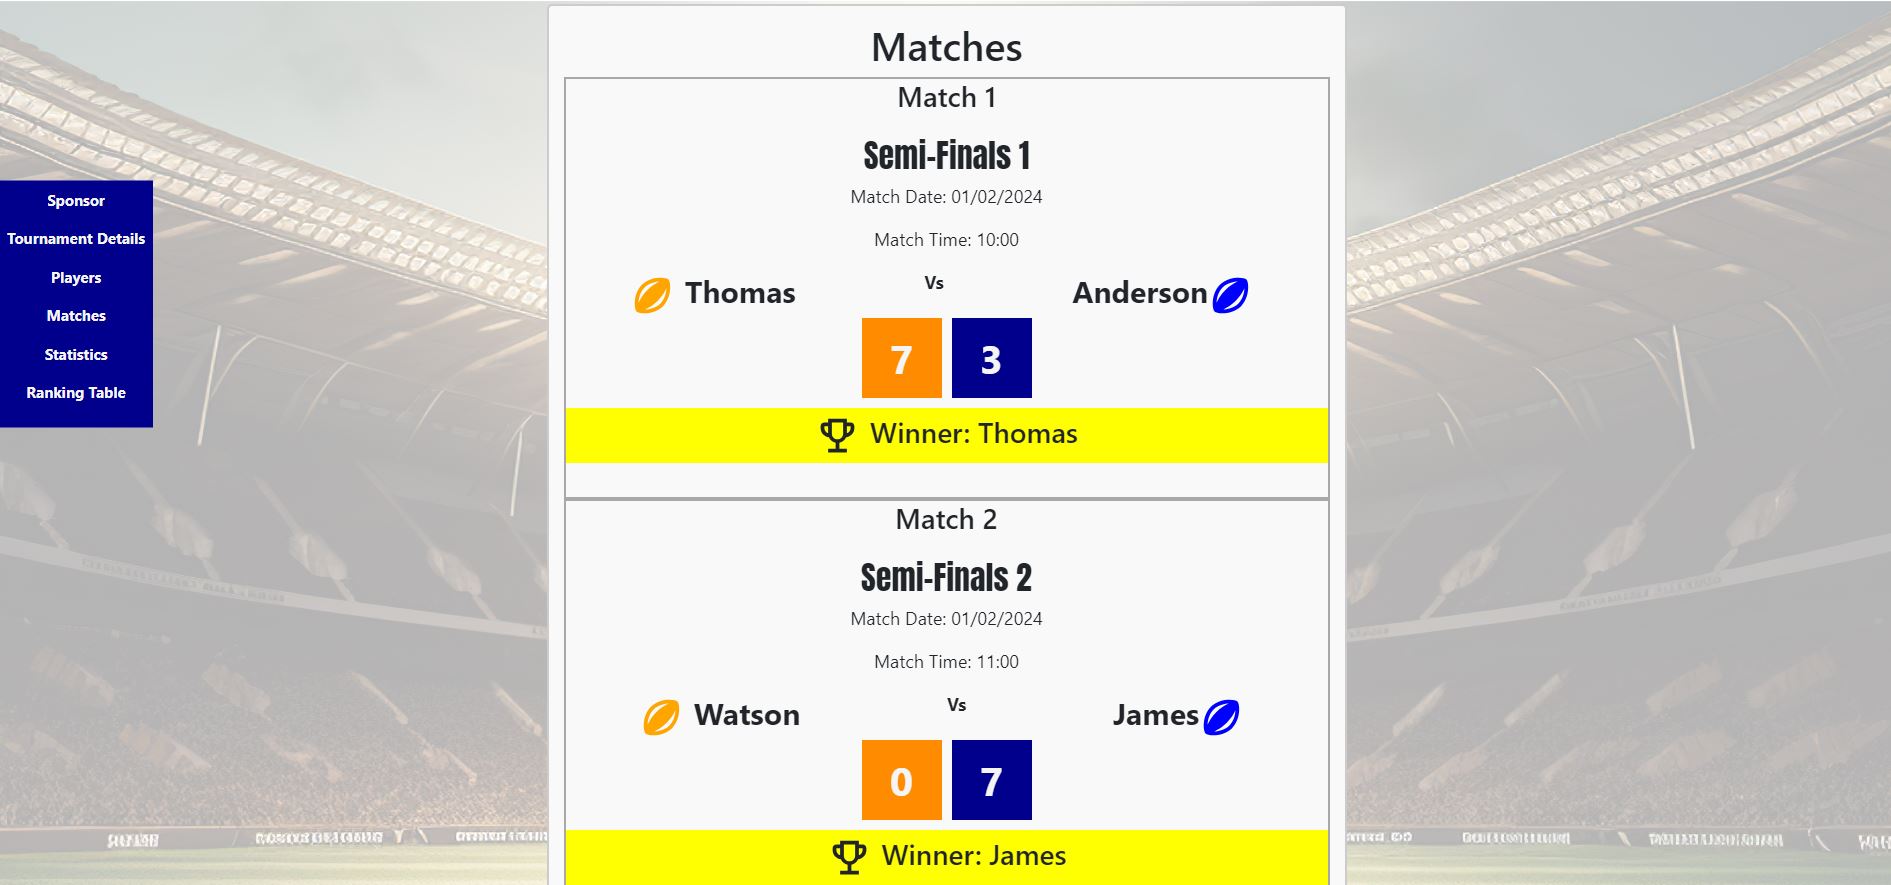 Matches
Match 1
Semi-Finals 1
Match Date: 01/02/2024
Match Time: 10:00
Thomas Vs Anderson
7 3
Winner: Thomas
Match 2
Semi-Finals 2
Match Date: 01/02/2024
Match Time: 11:00
Watson Vs James
0 7
Winner: James
Sponsor
Tournament Details
Players
Matches
Statistics
Ranking Table